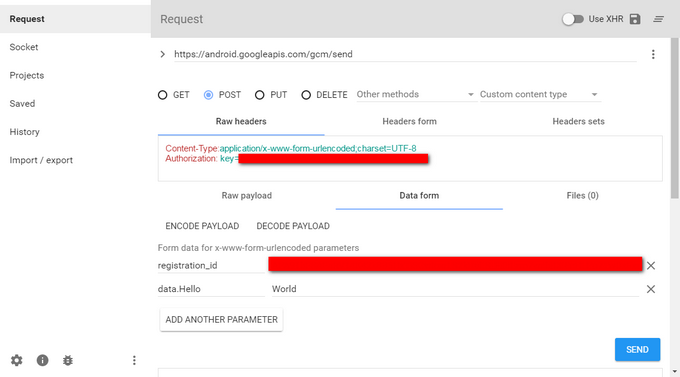 Request
Socket
Projects
Saved
History
Import / export
Request
Use XHR
https://android.googleapis.com/gcm/send
GET POST PUT DELETE Other methods Custom content type
Raw headers Headers form Headers sets
Content-Type:application/x-www-form-urlencoded;charset=UTF-8
Authorization: key=
Raw payload Data form Files (0)
ENCODE PAYLOAD DECODE PAYLOAD
Form data for x-www-form-urlencoded parameters
registration_id
data.Hello World
ADD ANOTHER PARAMETER
SEND